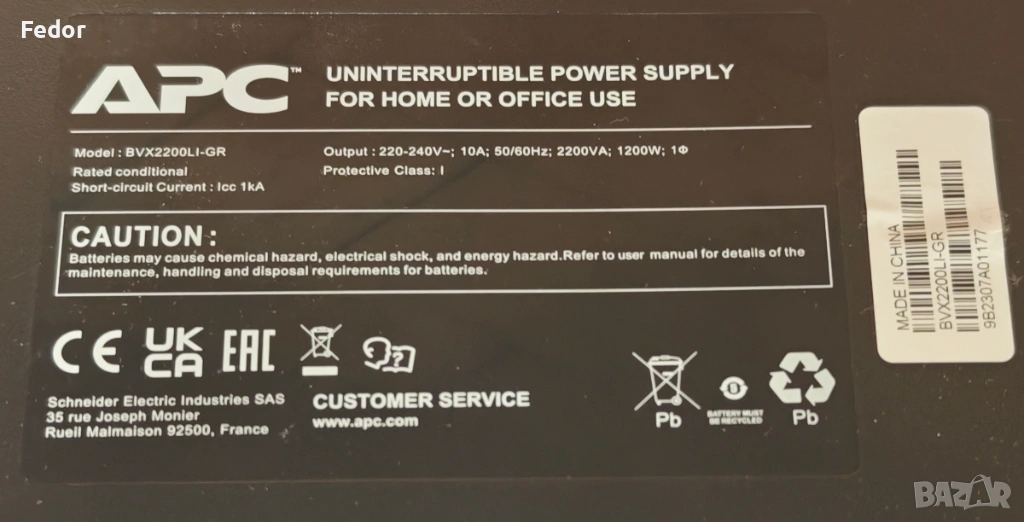 Fedor
APC™
UNINTERRUPTIBLE POWER SUPPLY
FOR HOME OR OFFICE USE
Model : BVX2200LI-GR
Rated conditional
Short-circuit Current : Icc 1kA
Output : 220-240V~; 10A; 50/60Hz; 2200VA; 1200W; 1Φ
Protective Class: I
CAUTION :
Batteries may cause chemical hazard, electrical shock, and energy hazard.Refer to user manual for details of the
maintenance, handling and disposal requirements for batteries.
CE
UK
CA
EAC
?
Schneider Electric Industries SAS
35 rue Joseph Monier
Rueil Malmaison 92500, France
CUSTOMER SERVICE
www.apc.com
Pb
BATTERY MUST
BE RECYCLED
Pb
MADE IN CHINA
BVX2200LI-GR
9B2307A01177
BAZAR